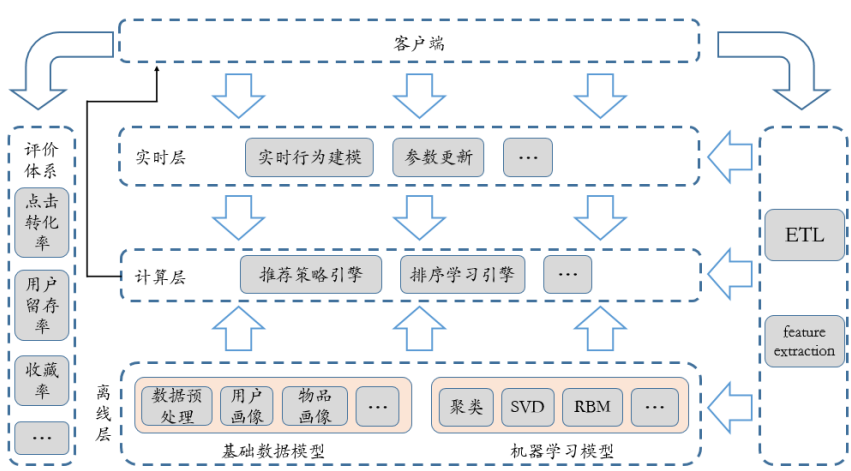 客户端
评价
体系
点击
转化
率
用户
留存
率
收藏
率
…
实时层
实时行为建模
参数更新
…
计算层
推荐策略引擎
排序学习引擎
…
离
线
层
数据预
处理
用户
画像
物品
画像
…
基础数据模型
聚类
SVD
RBM
…
机器学习模型
ETL
feature
extraction